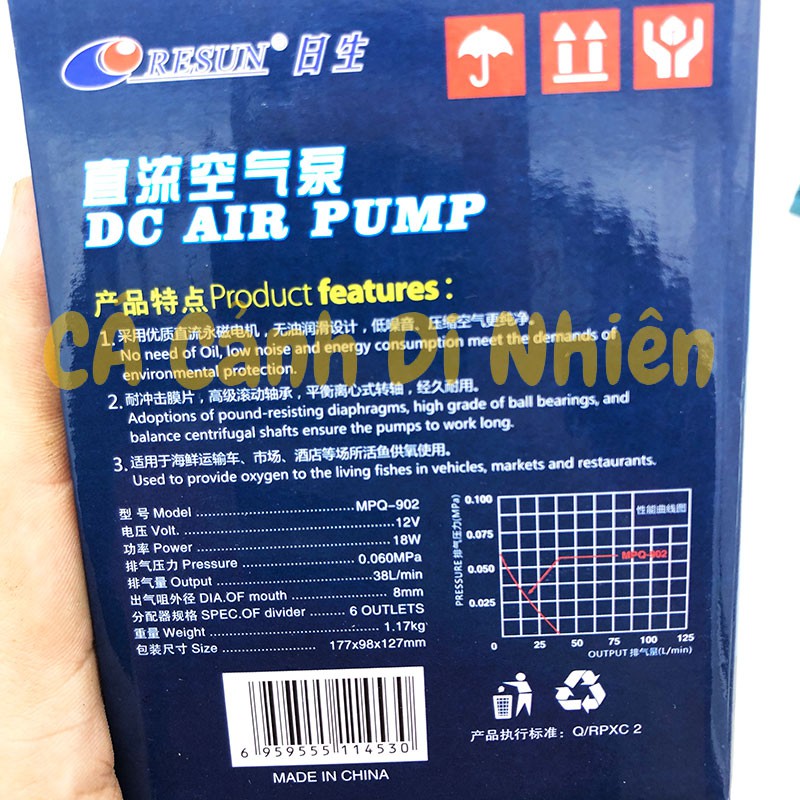 RESUN® 日生
直流空气泵
DC AIR PUMP
产品特点Product features:
1. 采用优质直流永磁电机，无油润滑设计，低噪音、压缩空气更纯净。
No need of Oil, low noise and energy consumption meet the demands of
environmental protection.
2. 耐冲击膜片，高级滚动轴承，平衡离心式转轴，经久耐用。
Adoptions of pound-resisting diaphragms, high grade of ball bearings, and
balance centrifugal shafts ensure the pumps to work long.
3. 适用于海鲜运输车、市场、酒店等场所活鱼供氧使用。
Used to provide oxygen to the living fishes in vehicles, markets and restaurants.
Cá Cảnh Dĩ Nhiên
型号 Model ........ MPQ-902
电压 Volt. ........ 12V
功率 Power ........ 18W
排气压力 Pressure ........ 0.060MPa
排气量 Output ........ 38L/min
出气咀外径 DIA.OF mouth ........ 8mm
分配器规格 SPEC.OF divider ........ 6 OUTLETS
重量 Weight ........ 1.17kg
包装尺寸 Size ........ 177x98x127mm
PRESSURE 排气压力(MPa)
0.100
0.075
0.050
0.025
性能曲线图
MPQ-902
0 25 50 75 100 125
OUTPUT 排气量(L/min)
6 959555 114530
MADE IN CHINA
产品执行标准：Q/RPXC 2